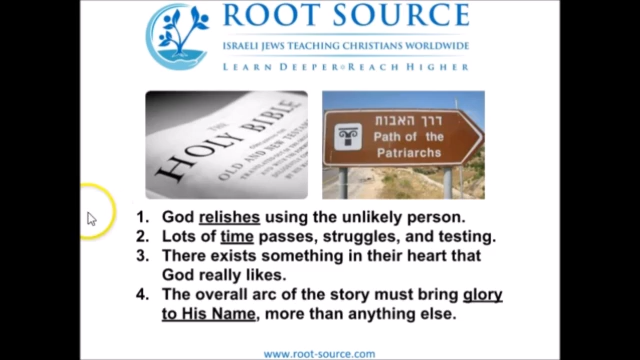 ROOT SOURCE
ISRAELI JEWS TEACHING CHRISTIANS WORLDWIDE
LEARN DEEPER REACH HIGHER
THE
HOLY BIBLE
OLD AND NEW TESTAMENTS
דרך האבות
Path of the
Patriarchs
1. God relishes using the unlikely person.
2. Lots of time passes, struggles, and testing.
3. There exists something in their heart that
God really likes.
4. The overall arc of the story must bring glory
to His Name, more than anything else.
www.root-source.com